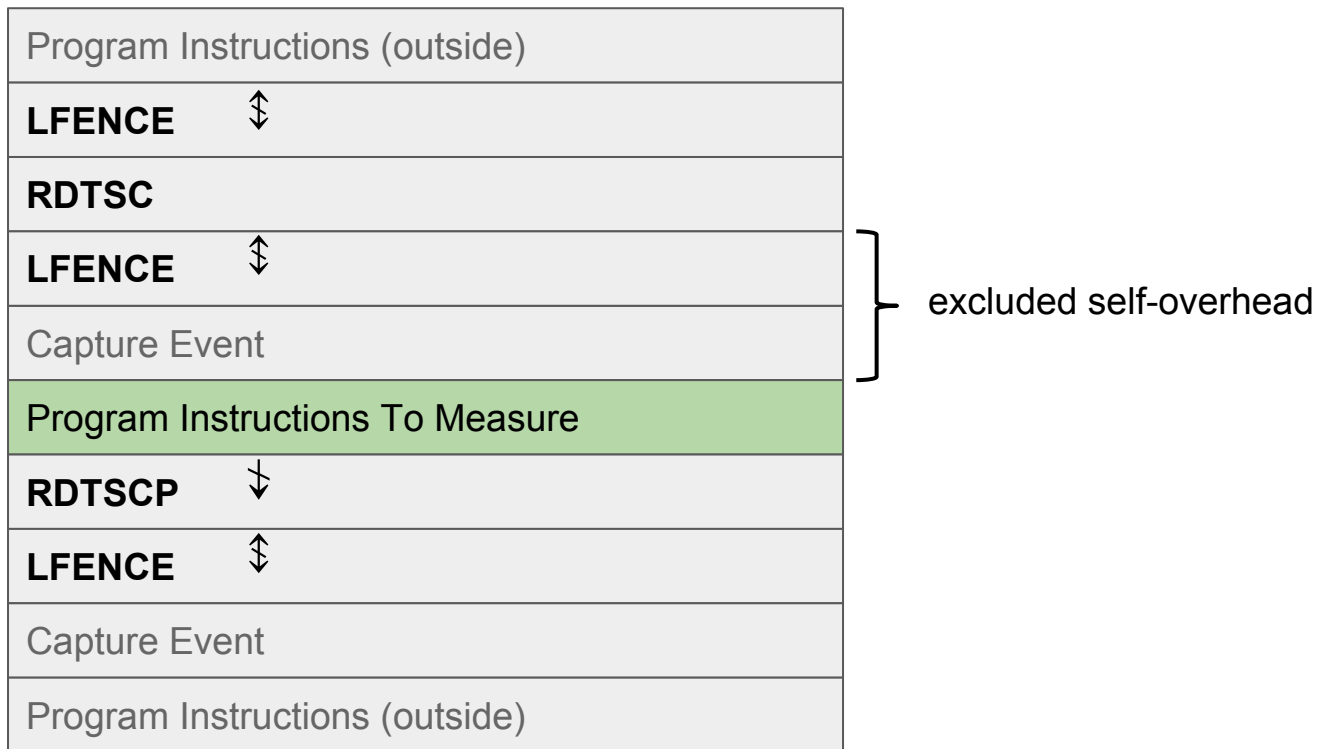 Program Instructions (outside)
LFENCE
RDTSC
LFENCE
excluded self-overhead
Capture Event
Program Instructions To Measure
RDTSCP
LFENCE
Capture Event
Program Instructions (outside)